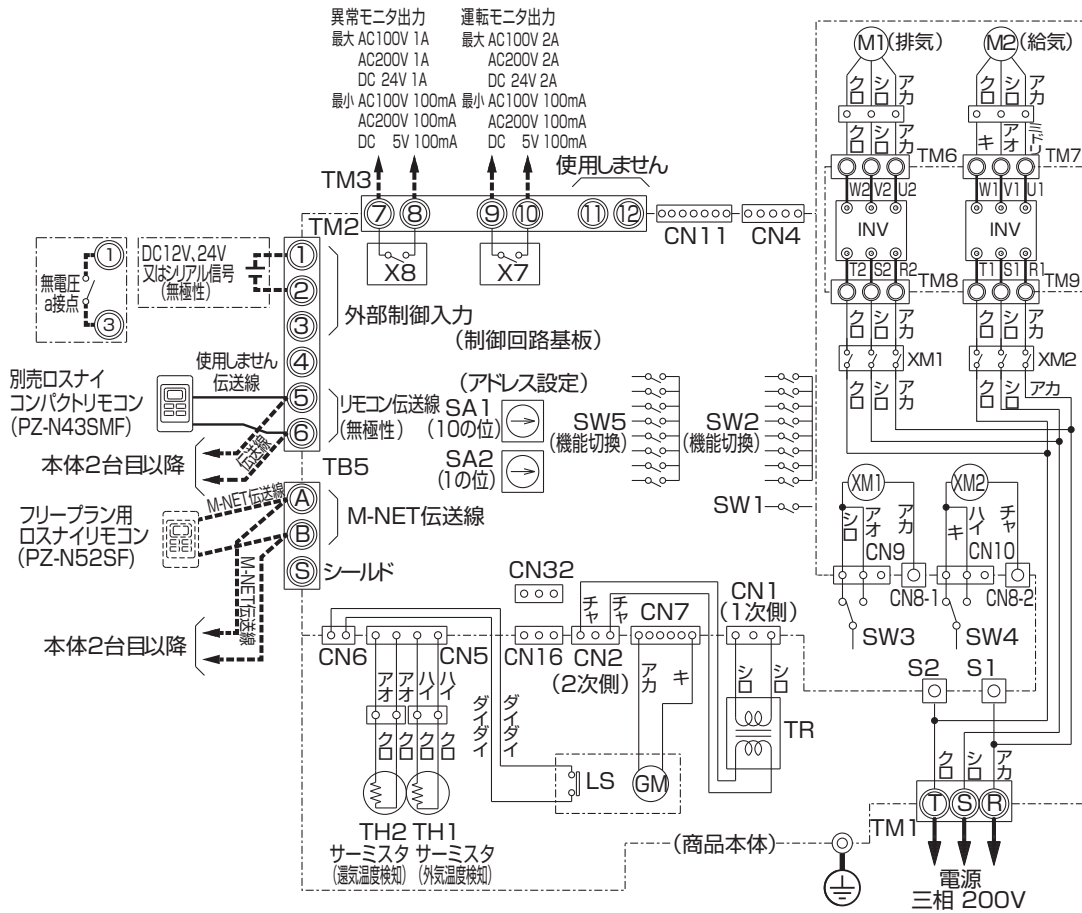 異常モニタ出力
最大 AC100V 1A
AC200V 1A
DC 24V 1A
最小 AC100V 100mA
AC200V 100mA
DC 5V 100mA
運転モニタ出力
最大 AC100V 2A
AC200V 2A
DC 24V 2A
最小 AC100V 100mA
AC200V 100mA
DC 5V 100mA
使用しません
TM3
⑦ ⑧ ⑨ ⑩ ⑪ ⑫
X8
X7
CN11
CN4
M1(排気)
M2(給気)
クロ シロ アカ
クロ シロ アカ
クロ シロ アカ
キ アオ ミドリ
TM6
TM7
W2 V2 U2
W1 V1 U1
INV
INV
T2 S2 R2
T1 S1 R1
TM8
TM9
クロ シロ アカ
クロ シロ アカ
XM1
XM2
クロ シロ アカ
クロ シロ アカ
TM2
① ② ③ ④ ⑤ ⑥
無電圧
a接点
①
③
DC12V、24V
又はシリアル信号
(無極性)
外部制御入力
(制御回路基板)
使用しません
伝送線
別売ロスナイ
コンパクトリモコン
(PZ-N43SMF)
リモコン伝送線
(無極性)
伝送線
本体2台目以降
TB5
(アドレス設定)
SA1
(10の位)
SA2
(1の位)
SW5
(機能切換)
SW2
(機能切換)
SW1
Ⓐ
Ⓑ
Ⓢ
M-NET伝送線
シールド
M-NET伝送線
フリープラン用
ロスナイリモコン
(PZ-N52SF)
M-NET伝送線
本体2台目以降
XM1
XM2
シロ アオ アカ
キ ハイ チャ
CN9
CN10
CN8-1
CN8-2
SW3
SW4
CN32
CN6
CN5
CN16
CN2
(2次側)
チャ チャ
CN7
CN1
(1次側)
アオ アオ ハイ ハイ
クロ クロ クロ クロ
ダイダイ ダイダイ
アカ キ
シロ シロ
TR
LS
GM
TH2
サーミスタ
(還気温度検知)
TH1
サーミスタ
(外気温度検知)
S2
S1
クロ シロ アカ
TM1
T S R
(商品本体)
電源
三相 200V